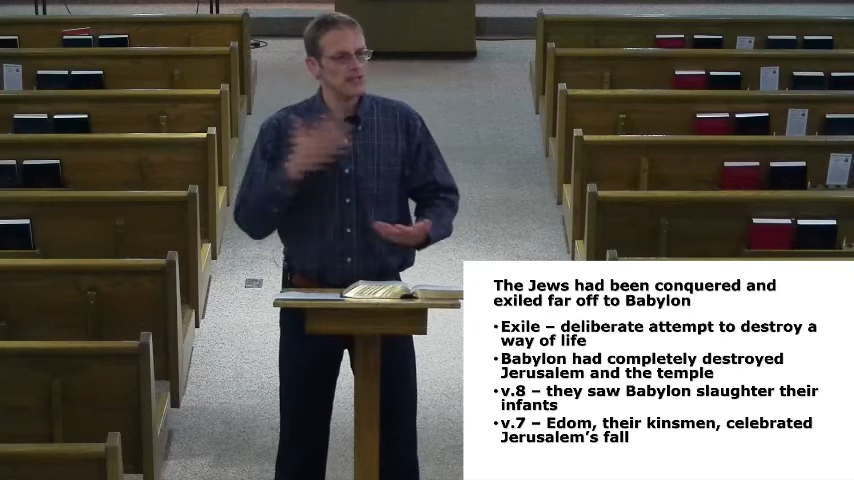 The Jews had been conquered and
exiled far off to Babylon
•Exile – deliberate attempt to destroy a
way of life
•Babylon had completely destroyed
Jerusalem and the temple
•v.8 – they saw Babylon slaughter their
infants
•v.7 – Edom, their kinsmen, celebrated
Jerusalem's fall